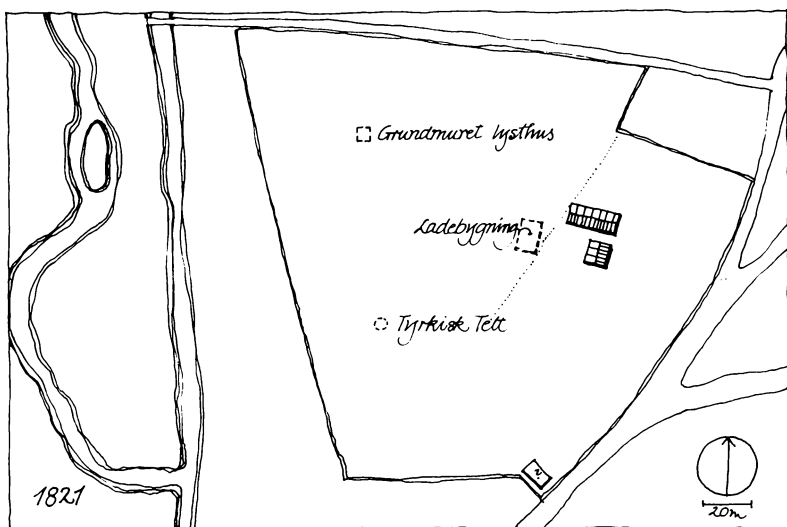 Grundmuret lysthus
Ladebygning
Tyrkisk Telt
?
1821
20m